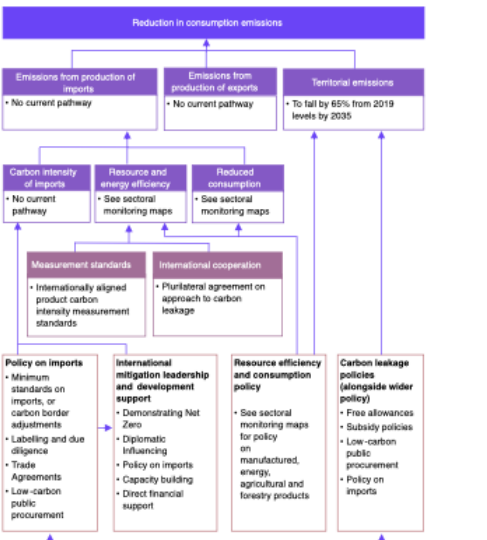 Reduction in consumption emissions
Emissions from production of
imports
• No current pathway
Emissions from
production of exports
• No current pathway
Territorial emissions
• To fall by 65% from 2019
levels by 2035
Carbon intensity
of imports
• No current
pathway
Resource and
energy efficiency
• See sectoral
monitoring maps
Reduced
consumption
• See sectoral
monitoring maps
Measurement standards
• Internationally aligned
product carbon
intensity measurement
standards
International cooperation
• Plurilateral agreement on
approach to carbon
leakage
Policy on imports
• Minimum
standards on
imports, or
carbon border
adjustments
• Labelling and due
diligence
• Trade
Agreements
• Low-carbon
public
procurement
International
mitigation leadership
and development
support
• Demonstrating Net
Zero
• Diplomatic
Influencing
• Policy on imports
• Capacity building
• Direct financial
support
Resource efficiency
and consumption
policy
• See sectoral
monitoring maps
for policy
on
manufactured,
energy,
agricultural and
forestry products
Carbon leakage
policies
(alongside wider
policy)
• Free allowances
• Subsidy policies
• Low-carbon
public
procurement
• Policy on
imports